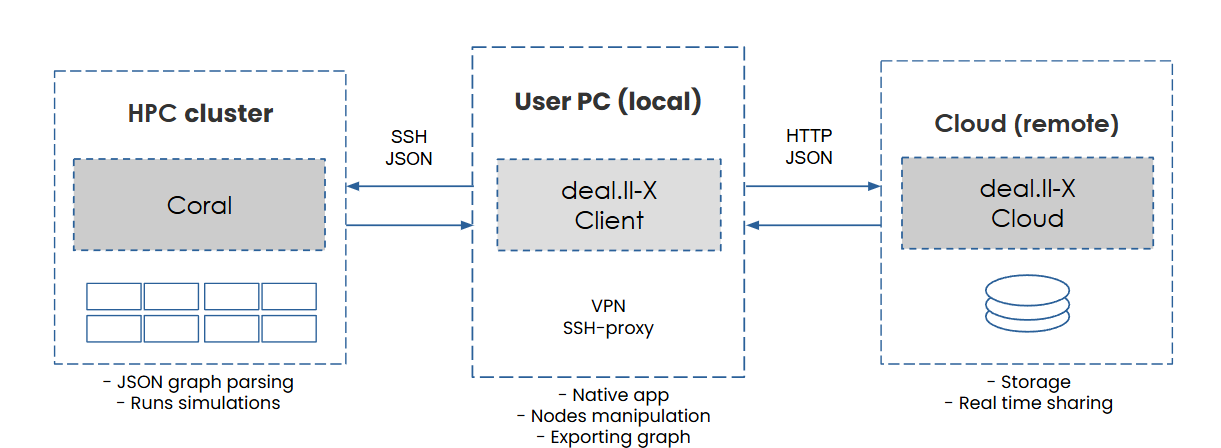 HPC cluster
Coral
- JSON graph parsing
- Runs simulations
SSH
JSON
User PC (local)
deal.II-X
Client
VPN
SSH-proxy
- Native app
- Nodes manipulation
- Exporting graph
HTTP
JSON
Cloud (remote)
deal.II-X
Cloud
- Storage
- Real time sharing